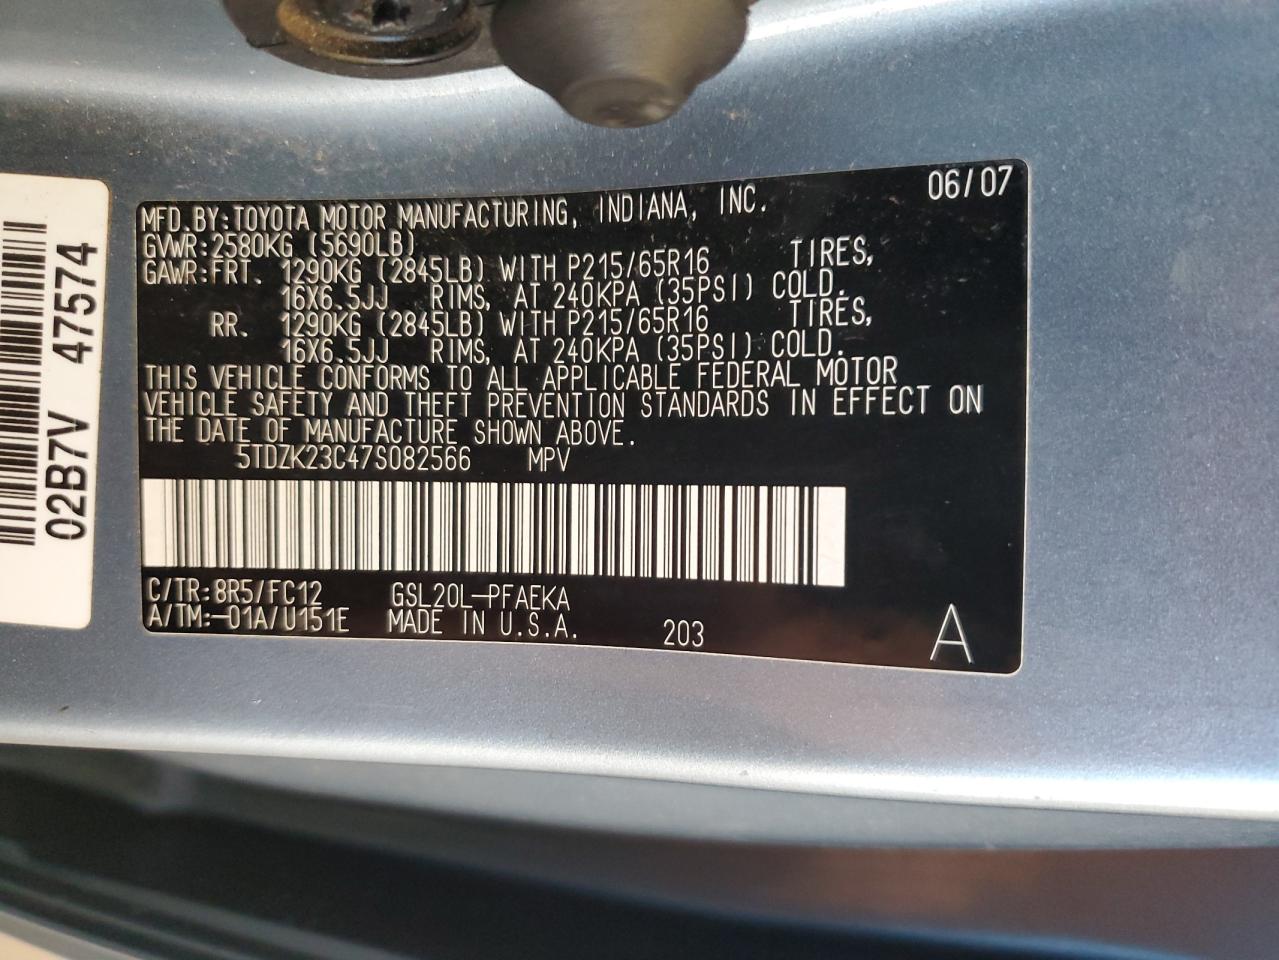 02B7V 47574
06/07
MFD.BY:TOYOTA MOTOR MANUFACTURING, INDIANA, INC.
GVWR:2580KG (5690LB)
GAWR:FRT. 1290KG (2845LB) WITH P215/65R16 TIRES,
16X6.5JJ RIMS, AT 240KPA (35PSI) COLD.
RR. 1290KG (2845LB) WITH P215/65R16 TIRES,
16X6.5JJ RIMS, AT 240KPA (35PSI) COLD.
THIS VEHICLE CONFORMS TO ALL APPLICABLE FEDERAL MOTOR
VEHICLE SAFETY AND THEFT PREVENTION STANDARDS IN EFFECT ON
THE DATE OF MANUFACTURE SHOWN ABOVE.
5TDZK23C47S082566 MPV
C/TR:8R5/FC12 GSL20L-PFAEKA
A/TM:-01A/U151E MADE IN U.S.A. 203 A